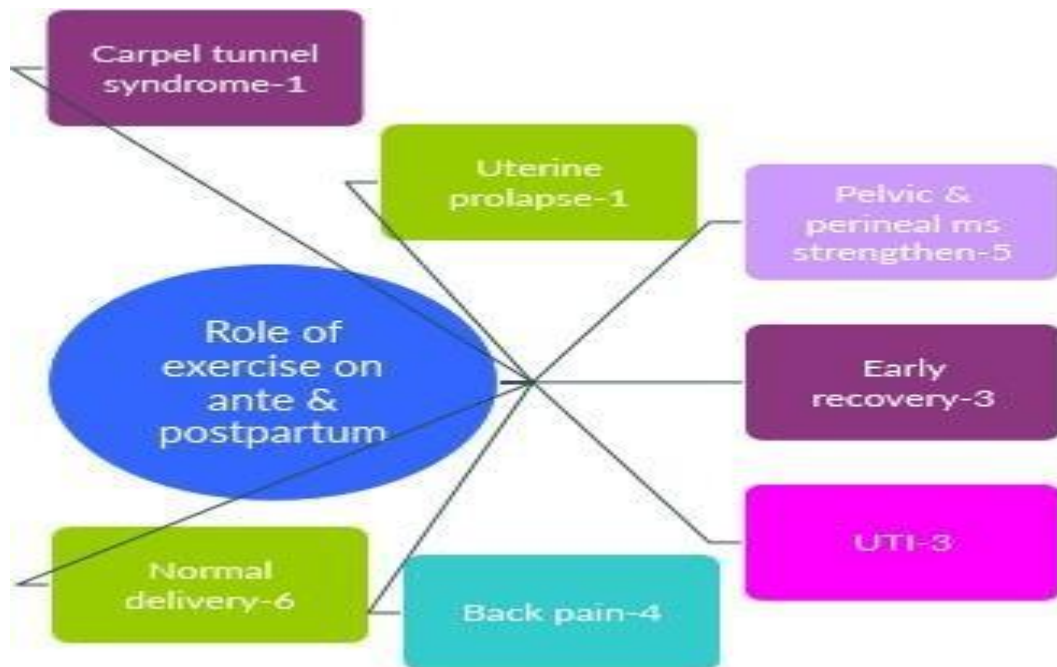 Carpel tunnel
syndrome-1
Uterine
prolapse-1
Pelvic &
perineal ms
strengthen-5
Role of
exercise on
ante &
postpartum
Early
recovery-3
UTI-3
Normal
delivery-6
Back pain-4